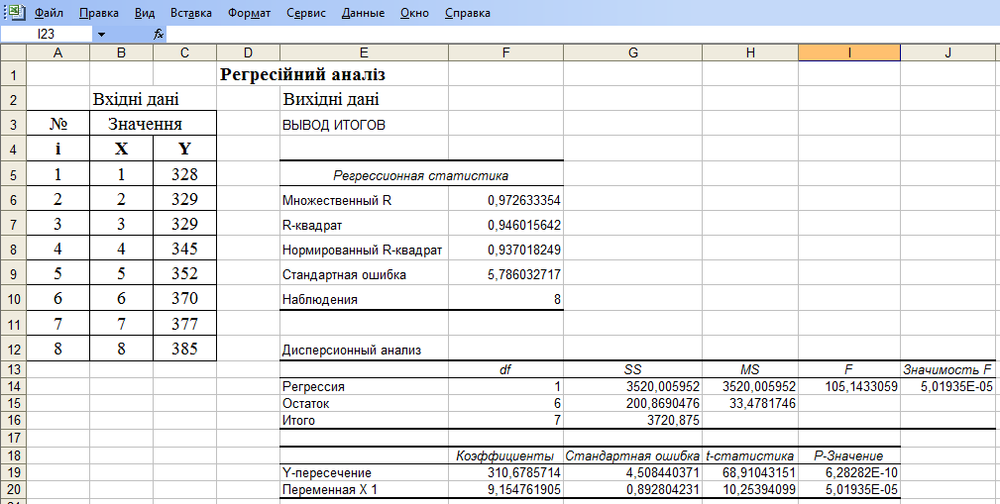 Файл Правка Вид Вставка Формат Сервис Данные Окно Справка
I23 fx
A B C D E F G H I J
1 Регресійний аналіз
2 Вхідні дані Вихідні дані
3 № Значення ВЫВОД ИТОГОВ
4 i X Y
5 1 1 328 Регрессионная статистика
6 2 2 329 Множественный R 0,972633354
7 3 3 329 R-квадрат 0,946015642
8 4 4 345 Нормированный R-квадрат 0,937018249
9 5 5 352 Стандартная ошибка 5,786032717
10 6 6 370 Наблюдения 8
11 7 7 377
12 8 8 385 Дисперсионный анализ
13 df SS MS F Значимость F
14 Регрессия 1 3520,005952 3520,005952 105,1433059 5,01935E-05
15 Остаток 6 200,8690476 33,4781746
16 Итого 7 3720,875
17
18 Коэффициенты Стандартная ошибка t-статистика P-Значение
19 Y-пересечение 310,6785714 4,508440371 68,91043151 6,28282E-10
20 Переменная X 1 9,154761905 0,892804231 10,25394099 5,01935E-05